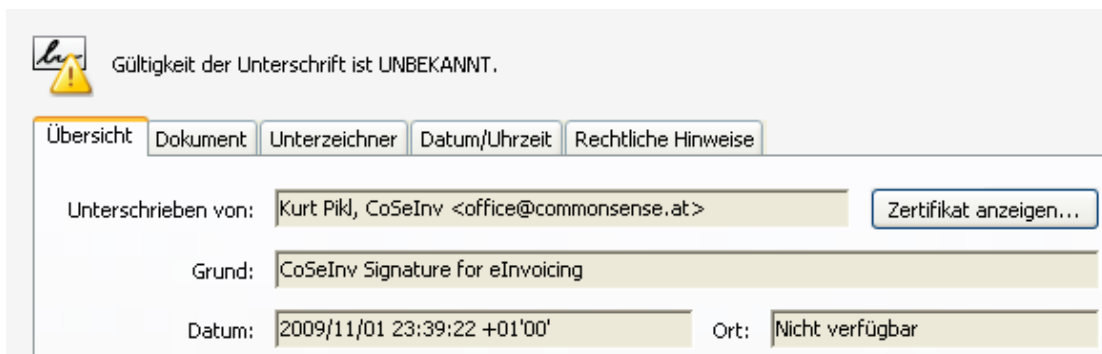 Gültigkeit der Unterschrift ist UNBEKANNT.
Übersicht Dokument Unterzeichner Datum/Uhrzeit Rechtliche Hinweise
Unterschrieben von: Kurt Pikl, CoSeInv <office@commonsense.at> Zertifikat anzeigen...
Grund: CoSeInv Signature for eInvoicing
Datum: 2009/11/01 23:39:22 +01'00' Ort: Nicht verfügbar